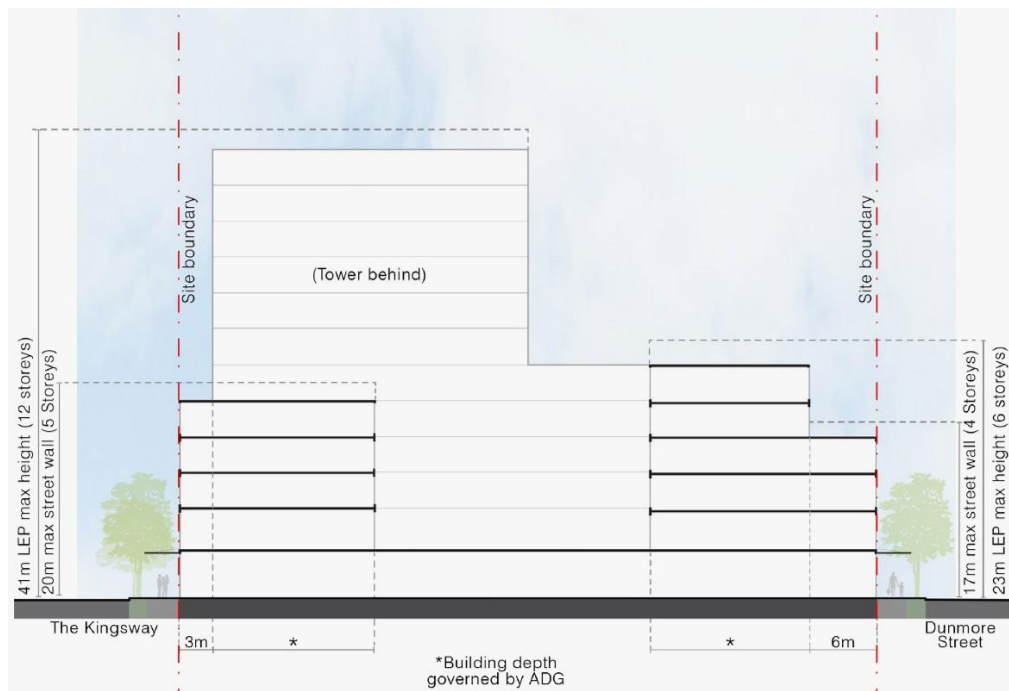 Site boundary
Site boundary
(Tower behind)
41m LEP max height (12 storeys)
20m max street wall (5 Storeys)
17m max street wall (4 Storeys)
23m LEP max height (6 storeys)
The Kingsway
3m
*
*
6m
Dunmore
Street
*Building depth
governed by ADG